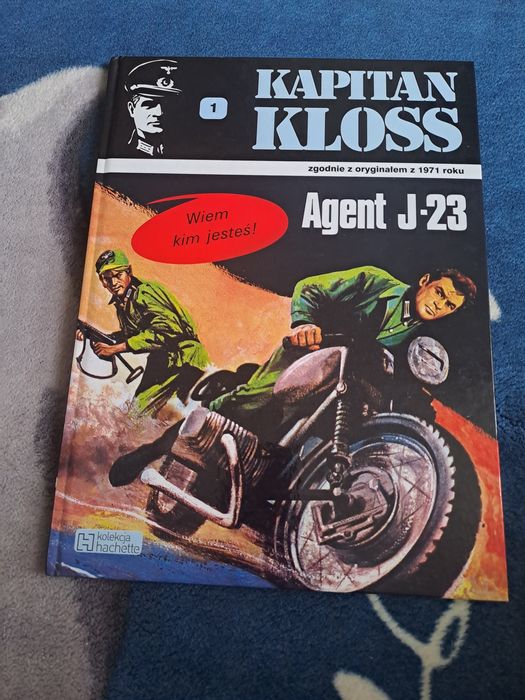 1
KAPITAN
KLOSS
zgodnie z oryginałem z 1971 roku
Agent J-23
Wiem
kim jesteś!
kolekcja
hachette